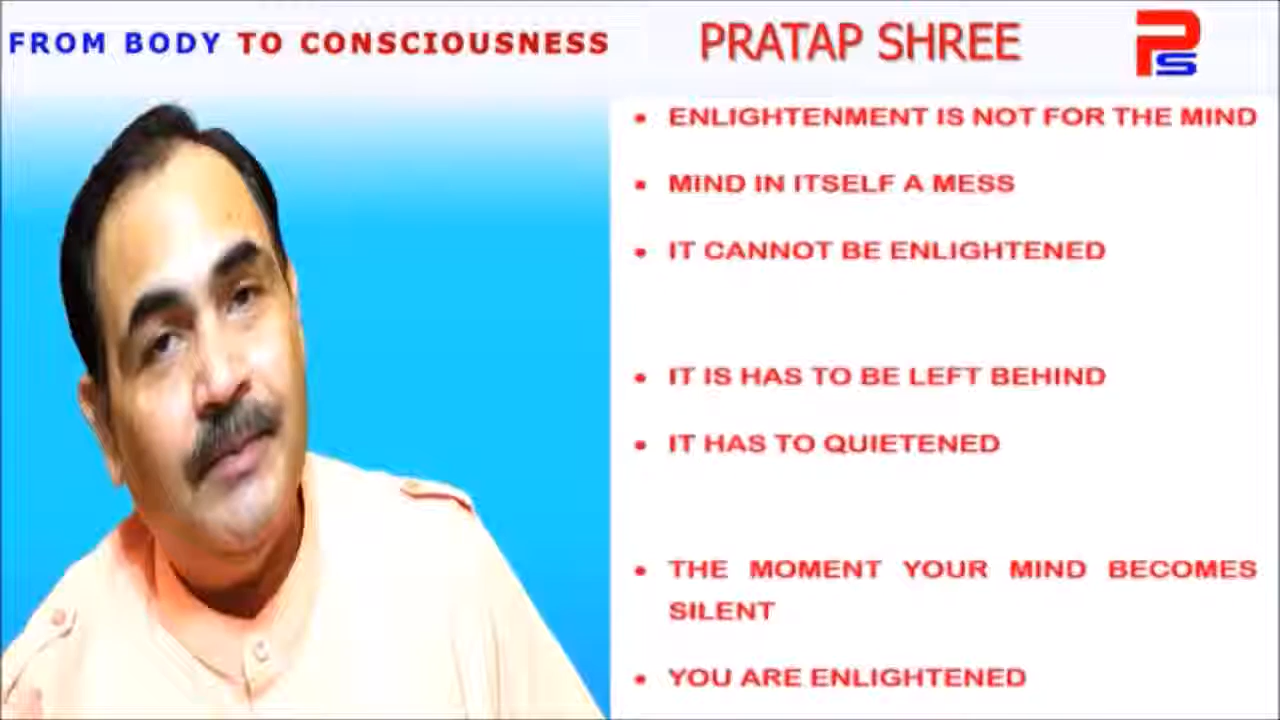 FROM BODY TO CONSCIOUSNESS
PRATAP SHREE
PS
• ENLIGHTENMENT IS NOT FOR THE MIND
• MIND IN ITSELF A MESS
• IT CANNOT BE ENLIGHTENED
• IT IS HAS TO BE LEFT BEHIND
• IT HAS TO QUIETENED
• THE MOMENT YOUR MIND BECOMES
SILENT
• YOU ARE ENLIGHTENED